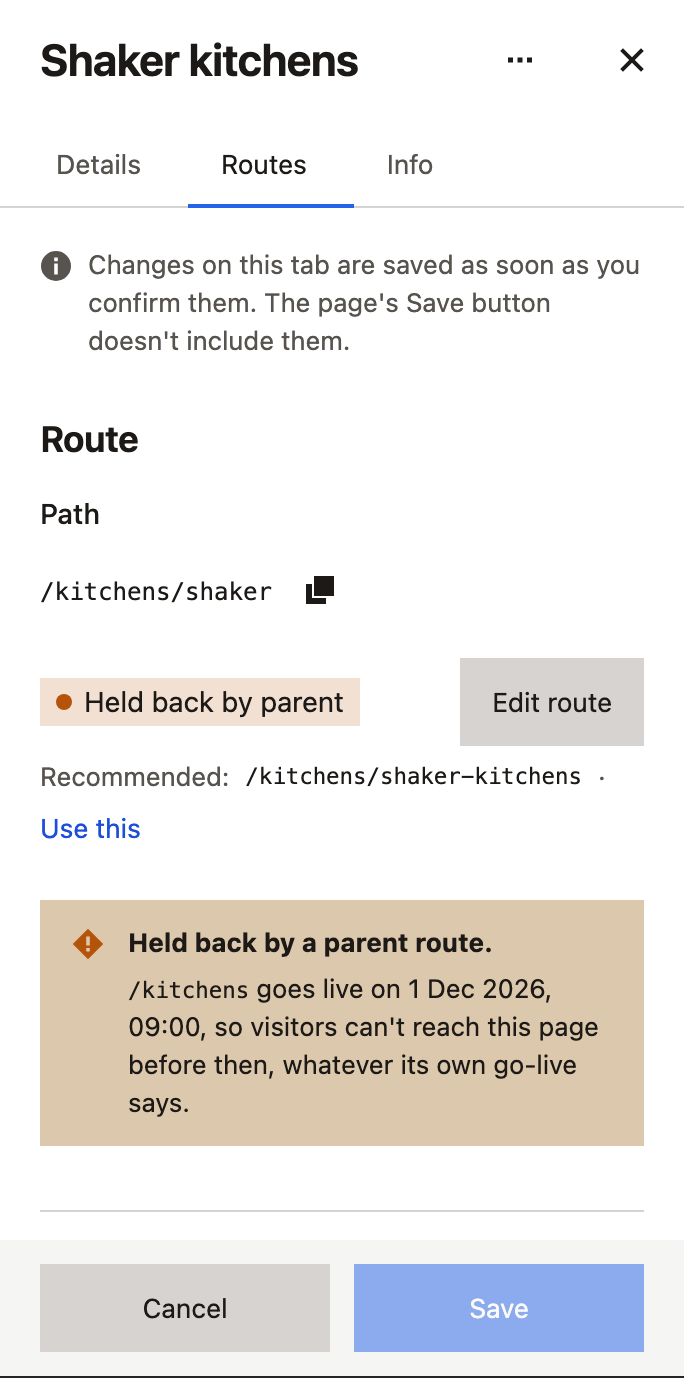 Shaker kitchens
Details Routes Info
Changes on this tab are saved as soon as you
confirm them. The page's Save button
doesn't include them.
Route
Path
/kitchens/shaker
Held back by parent
Edit route
Recommended: /kitchens/shaker-kitchens ·
Use this
Held back by a parent route.
/kitchens goes live on 1 Dec 2026,
09:00, so visitors can't reach this page
before then, whatever its own go-live
says.
Cancel Save